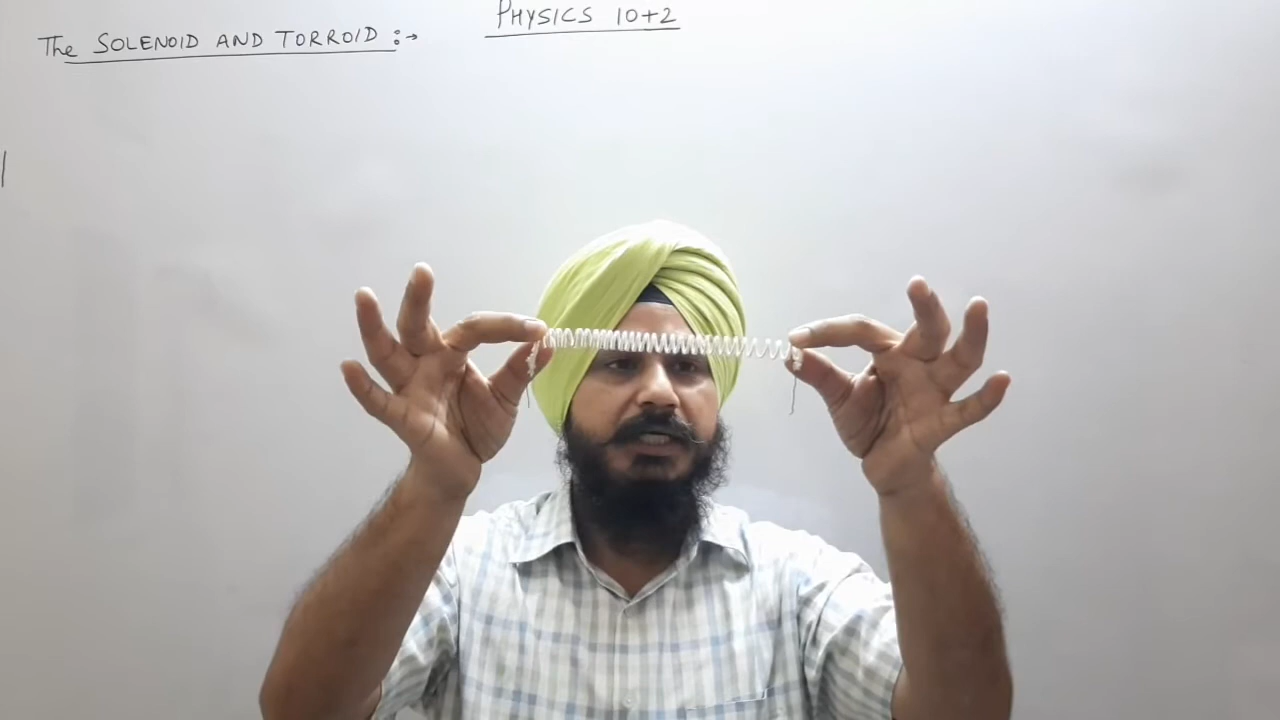 PHYSICS 10+2
The SOLENOID AND TORROID :→